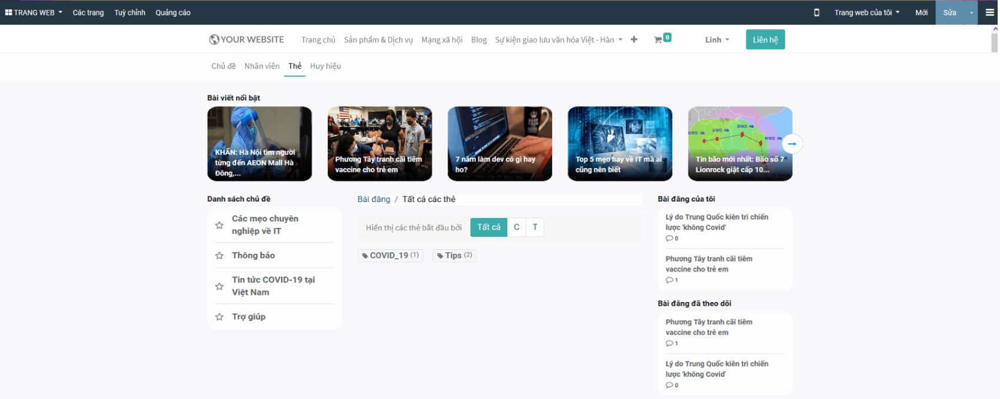 TRANG WEB Các trang Tuỳ chỉnh Quảng cáo Trang web của tôi Mới Sửa
YOUR WEBSITE Trang chủ Sản phẩm & Dịch vụ Mạng xã hội Blog Sự kiện giao lưu văn hóa Việt - Hàn 0 Linh Liên hệ
Chủ đề Nhân viên Thẻ Huy hiệu
Bài viết nổi bật
KHẨN: Hà Nội tìm người
từng đến AEON Mall Hà
Đông,...
Phương Tây tranh cãi tiêm
vaccine cho trẻ em
7 năm làm dev có gì hay
ho?
Top 5 mẹo hay về IT mà ai
cũng nên biết
Tin bão mới nhất: Bão số 7
Lionrock giật cấp 10...
Danh sách chủ đề
Các mẹo chuyên
nghiệp về IT
Thông báo
Tin tức COVID-19 tại
Việt Nam
Trợ giúp
Bài đăng / Tất cả các thẻ
Hiển thị các thẻ bắt đầu bởi Tất cả C T
COVID_19 (1) Tips (2)
Bài đăng của tôi
Lý do Trung Quốc kiên trì chiến
lược 'không Covid'
0
Phương Tây tranh cãi tiêm
vaccine cho trẻ em
1
Bài đăng đã theo dõi
Phương Tây tranh cãi tiêm
vaccine cho trẻ em
1
Lý do Trung Quốc kiên trì chiến
lược 'không Covid'
0